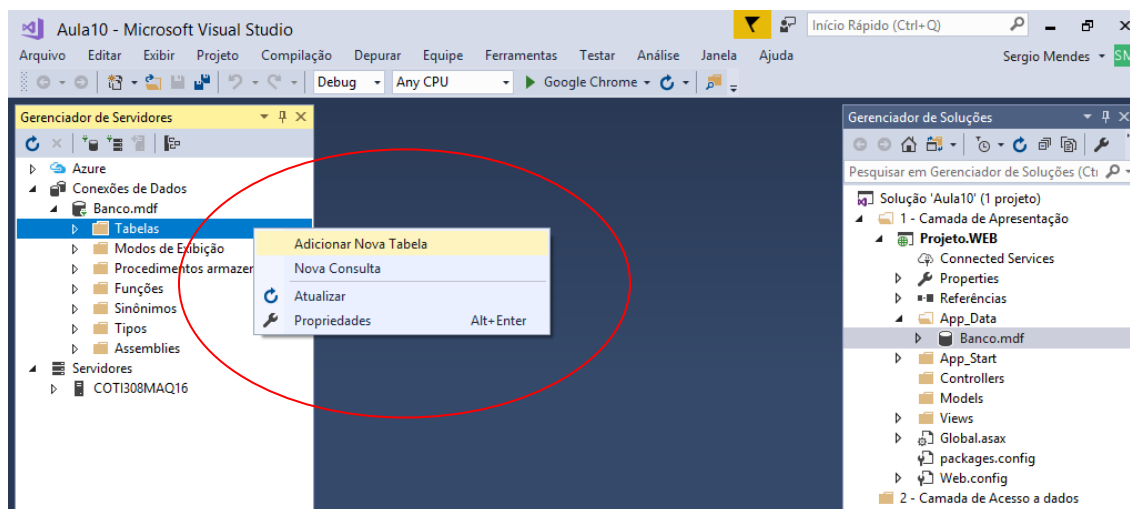 Aula10 - Microsoft Visual Studio
Início Rápido (Ctrl+Q)
Arquivo Editar Exibir Projeto Compilação Depurar Equipe Ferramentas Testar Análise Janela Ajuda
Sergio Mendes SM
Debug Any CPU Google Chrome
Gerenciador de Servidores
Azure
Conexões de Dados
Banco.mdf
Tabelas
Modos de Exibição
Procedimentos armazer
Funções
Sinônimos
Tipos
Assemblies
Servidores
COTI308MAQ16
Adicionar Nova Tabela
Nova Consulta
Atualizar
Propriedades Alt+Enter
Gerenciador de Soluções
Pesquisar em Gerenciador de Soluções (Ctr
Solução 'Aula10' (1 projeto)
1 - Camada de Apresentação
Projeto.WEB
Connected Services
Properties
Referências
App_Data
Banco.mdf
App_Start
Controllers
Models
Views
Global.asax
packages.config
Web.config
2 - Camada de Acesso a dados